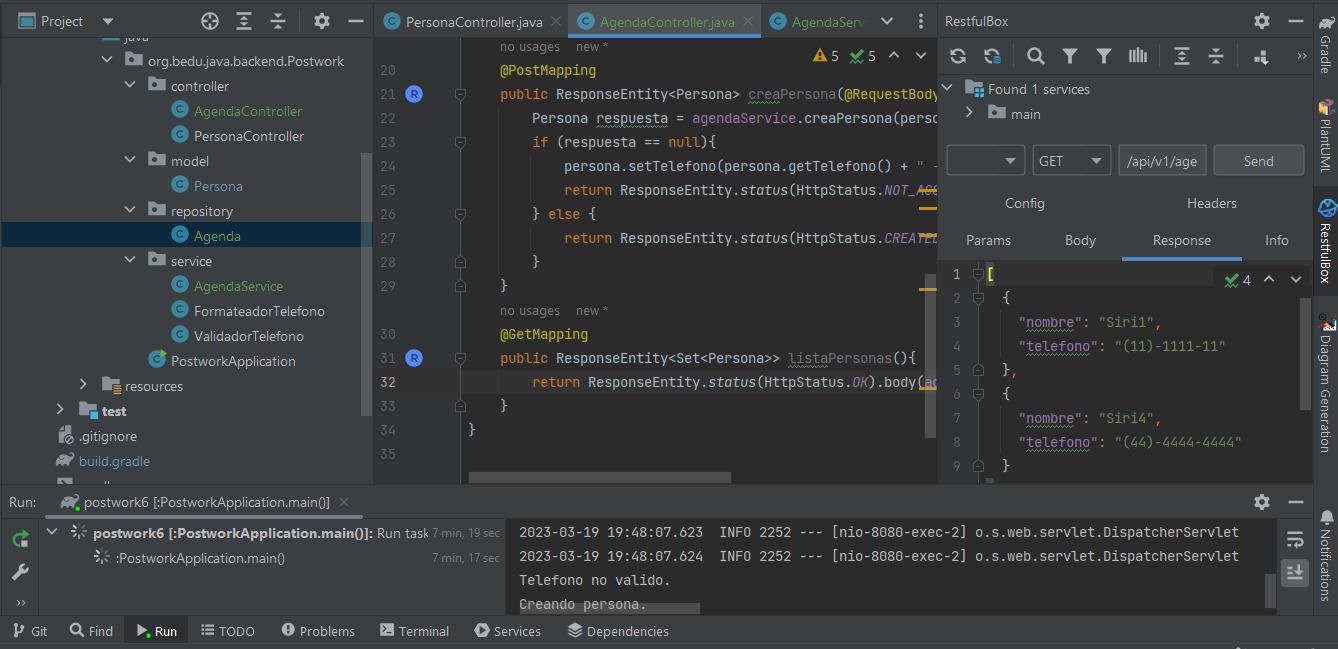 Project
java
org.bedu.java.backend.Postwork
controller
AgendaController
PersonaController
model
Persona
repository
Agenda
service
AgendaService
FormateadorTelefono
ValidadorTelefono
PostworkApplication
resources
test
.gitignore
build.gradle
PersonaController.java
AgendaController.java
AgendaServ
5 5
no usages new *
20 @PostMapping
21 R public ResponseEntity<Persona> creaPersona(@RequestBody
22 Persona respuesta = agendaService.creaPersona(perso
23 if (respuesta == null){
24 persona.setTelefono(persona.getTelefono() + " -
25 return ResponseEntity.status(HttpStatus.NOT_ACC
26 } else {
27 return ResponseEntity.status(HttpStatus.CREATED
28 }
29 }
no usages new *
30 @GetMapping
31 R public ResponseEntity<Set<Persona>> listaPersonas(){
32 return ResponseEntity.status(HttpStatus.OK).body(ag
33 }
34 }
35
RestfulBox
Found 1 services
main
GET
/api/v1/age
Send
Config Headers
Params Body Response Info
4
1 [
2 {
3 "nombre": "Siri1",
4 "telefono": "(11)-1111-11"
5 },
6 {
7 "nombre": "Siri4",
8 "telefono": "(44)-4444-4444"
9 }
Gradle
PlantUML
RestfulBox
Diagram Generation
Notifications
Run: postwork6 [:PostworkApplication.main()]
postwork6 [:PostworkApplication.main()]: Run task 7 min, 19 sec
:PostworkApplication.main() 7 min, 17 sec
2023-03-19 19:48:07.623 INFO 2252 --- [nio-8080-exec-2] o.s.web.servlet.DispatcherServlet
2023-03-19 19:48:07.624 INFO 2252 --- [nio-8080-exec-2] o.s.web.servlet.DispatcherServlet
Telefono no valido.
Creando persona.
Git Find Run TODO Problems Terminal Services Dependencies